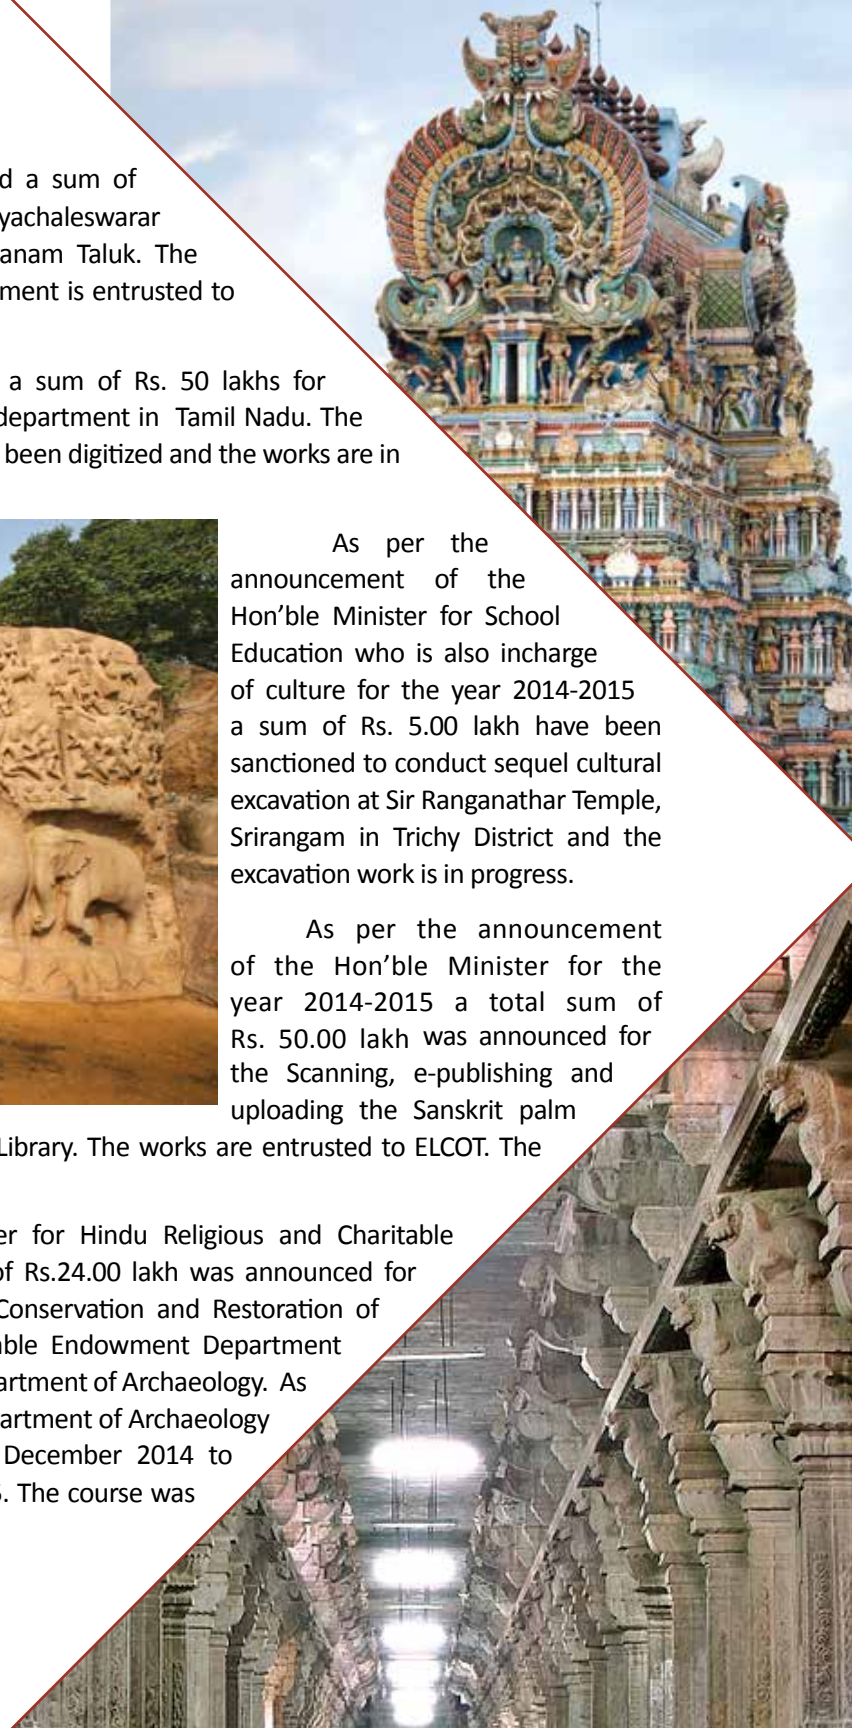 a sum of
Taluk. The
is entrusted to
a sum of Rs. 50 lakhs for
department in Tamil Nadu. The
been digitized and the works are in
As per the
announcement of the
Hon’ble Minister for School
Education who is also incharge
of culture for the year 2014-2015
a sum of Rs. 5.00 lakh have been
sanctioned to conduct sequel cultural
excavation at Sir Ranganathar Temple,
Srirangam in Trichy District and the
excavation work is in progress.
As per the announcement
of the Hon’ble Minister for the
year 2014-2015 a total sum of
Rs. 50.00 lakh was announced for
the Scanning, e-publishing and
uploading the Sanskrit palm
Library. The works are entrusted to ELCOT. The
for Hindu Religious and Charitable
of Rs.24.00 lakh was announced for
Conservation and Restoration of
Endowment Department
of Archaeology. As
of Archaeology
December 2014 to
The course was